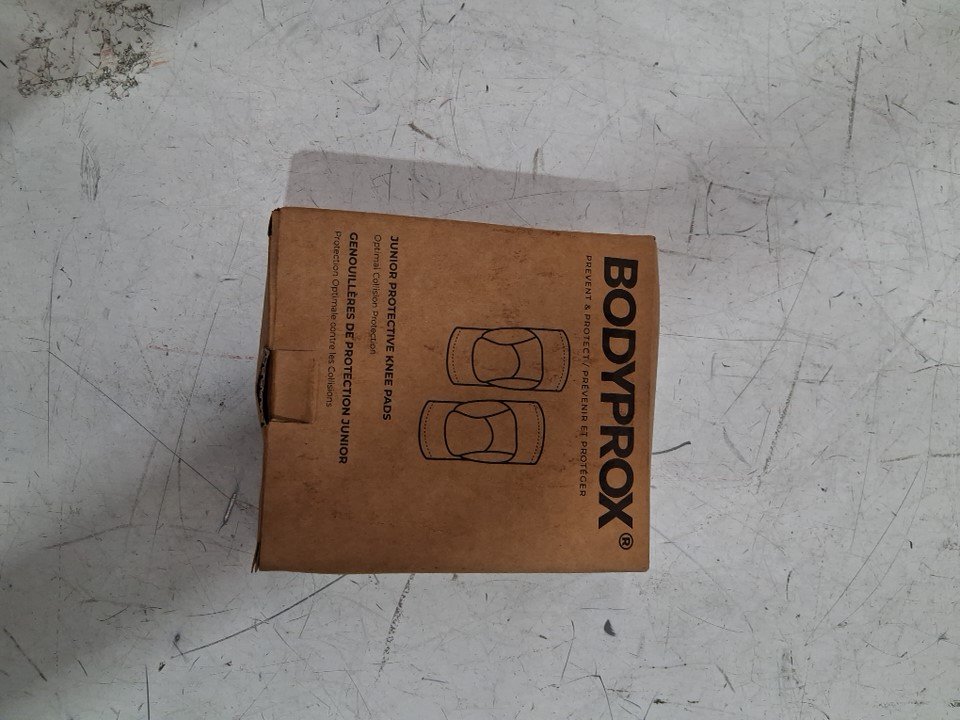 BODYPROX®
PREVENT & PROTECT // PRÉVENIR ET PROTÉGER
JUNIOR PROTECTIVE KNEE PADS
Optimal Collision Protection
GENOUILLÈRES DE PROTECTION JUNIOR
Protection Optimale contre les Collisions